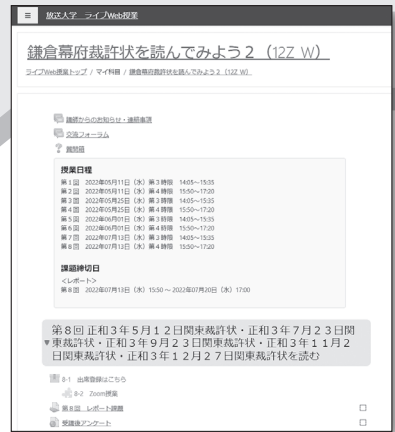 放送大学 ライブWeb授業
鎌倉幕府裁許状を読んでみよう２（12Z W）
ライブWeb授業トップ / マイ科目 / 鎌倉幕府裁許状を読んでみよう２（12Z W）
講師からのお知らせ・連絡事項
交流フォーラム
質問箱
授業日程
第１回 2022年05月11日（水）第３時限 14:05～15:35
第２回 2022年05月11日（水）第４時限 15:50～17:20
第３回 2022年05月25日（水）第３時限 14:05～15:35
第４回 2022年05月25日（水）第４時限 15:50～17:20
第５回 2022年06月01日（水）第３時限 14:05～15:35
第６回 2022年06月01日（水）第４時限 15:50～17:20
第７回 2022年07月13日（水）第３時限 14:05～15:35
第８回 2022年07月13日（水）第４時限 15:50～17:20
課題締切日
＜レポート＞
第８回 2022年07月13日（水）15:50 ～ 2022年07月20日（水）17:00
第８回 正和３年５月１２日関東裁許状・正和３年７月２３日関
東裁許状・正和３年９月２３日関東裁許状・正和３年１１月２
日関東裁許状・正和３年１２月２７日関東裁許状を読む
8-1 出席登録はこちら
8-2 Zoom授業
第８回 レポート課題
受講後アンケート